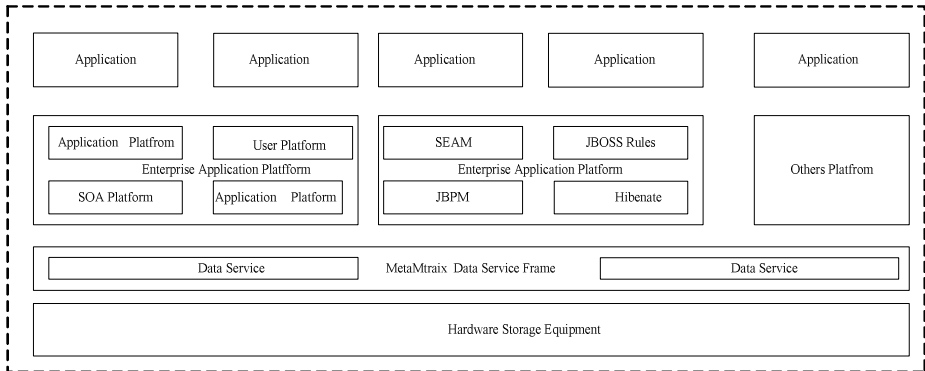 Application
Application
Application
Application
Application
Application Platfrom
User Platform
Enterprise Application Platfform
SOA Platform
Application Platform
SEAM
JBOSS Rules
Enterprise Application Platform
JBPM
Hibenate
Others Platfrom
Data Service
MetaMtraix Data Service Frame
Data Service
Hardware Storage Equipment